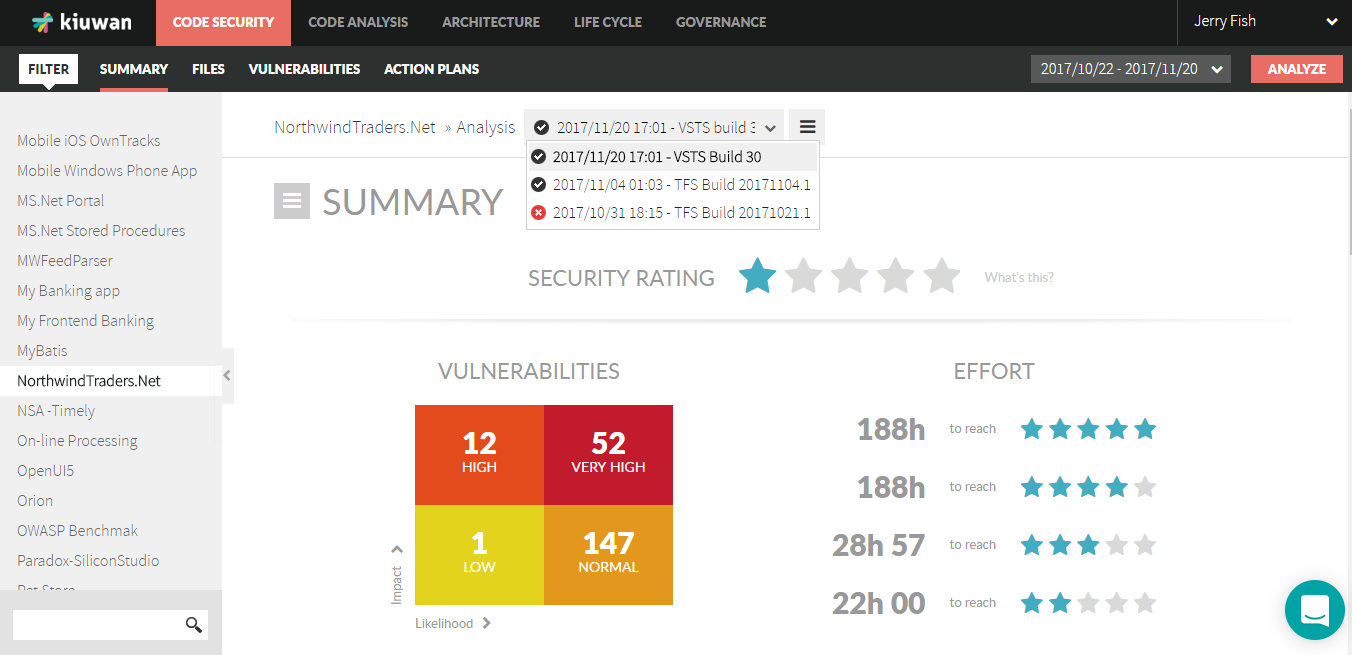 kiuwan
CODE SECURITY
CODE ANALYSIS
ARCHITECTURE
LIFE CYCLE
GOVERNANCE
Jerry Fish
FILTER
SUMMARY
FILES
VULNERABILITIES
ACTION PLANS
2017/10/22 - 2017/11/20
ANALYZE
Mobile iOS OwnTracks
Mobile Windows Phone App
MS.Net Portal
MS.Net Stored Procedures
MWFeedParser
My Banking app
My Frontend Banking
MyBatis
NorthwindTraders.Net
NSA -Timely
On-line Processing
OpenUI5
Orion
OWASP Benchmak
Paradox-SiliconStudio
NorthwindTraders.Net » Analysis
2017/11/20 17:01 - VSTS build
2017/11/20 17:01 - VSTS Build 30
2017/11/04 01:03 - TFS Build 20171104.1
2017/10/31 18:15 - TFS Build 20171021.1
SUMMARY
SECURITY RATING
What's this?
VULNERABILITIES
12
HIGH
52
VERY HIGH
1
LOW
147
NORMAL
Impact
Likelihood
EFFORT
188h to reach
188h to reach
28h 57 to reach
22h 00 to reach